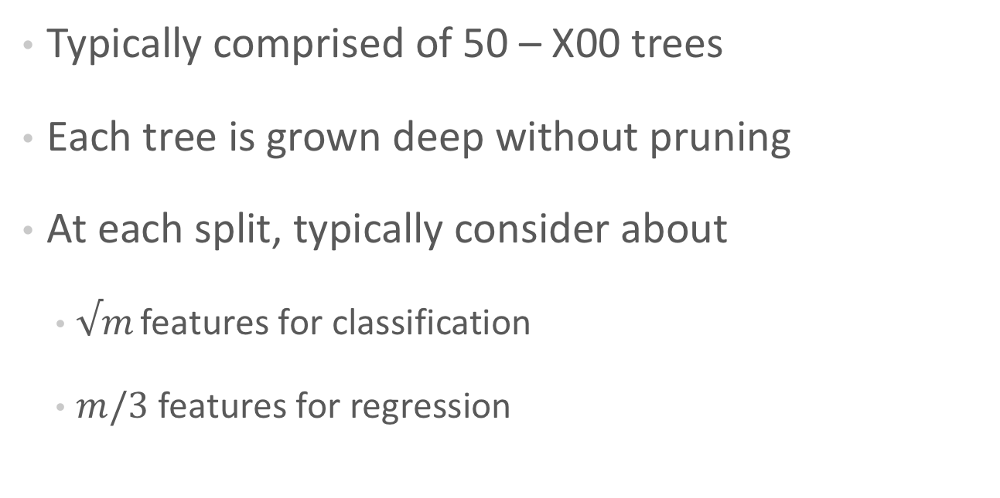 • Typically comprised of 50 – X00 trees
• Each tree is grown deep without pruning
• At each split, typically consider about
• √m features for classification
• m/3 features for regression